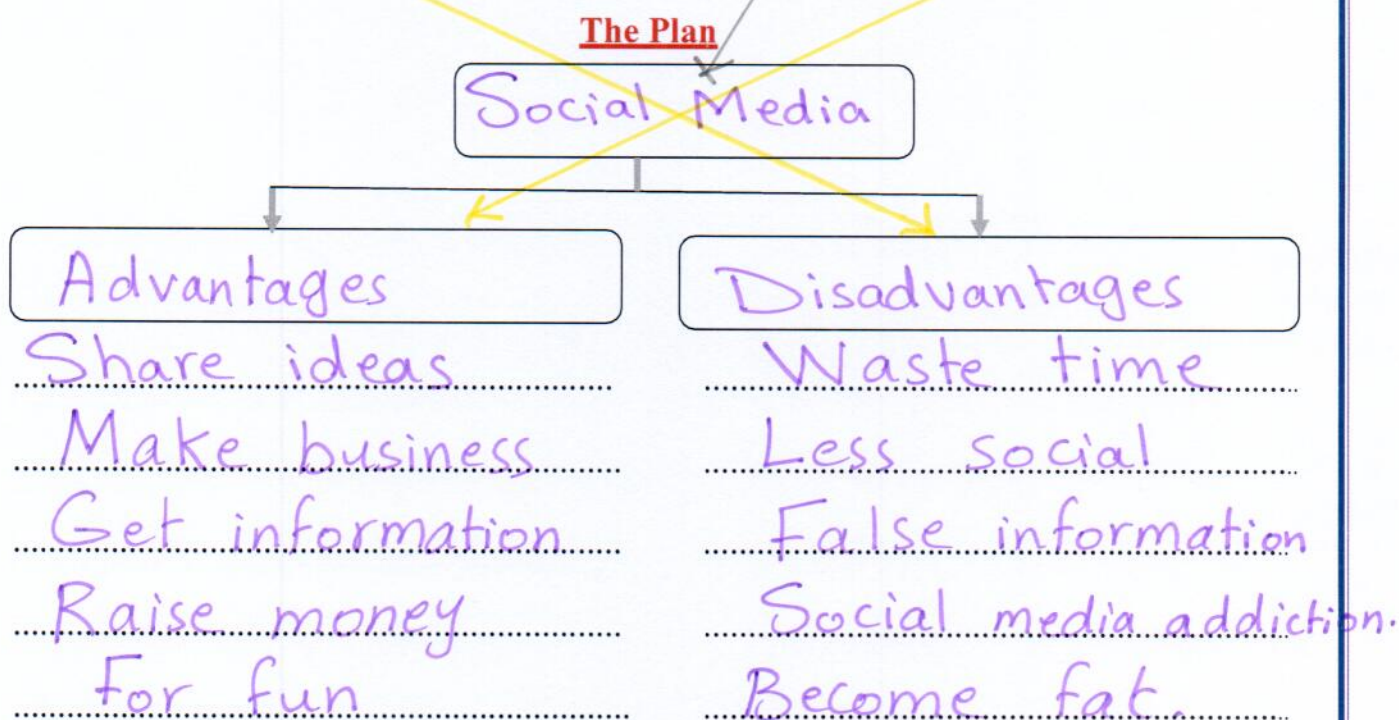 The Plan
Social Media
Advantages
Disadvantages
Share ideas
Waste time
Make business
Less social
Get information
False information
Raise money
Social media addiction.
For fun
Become fat.